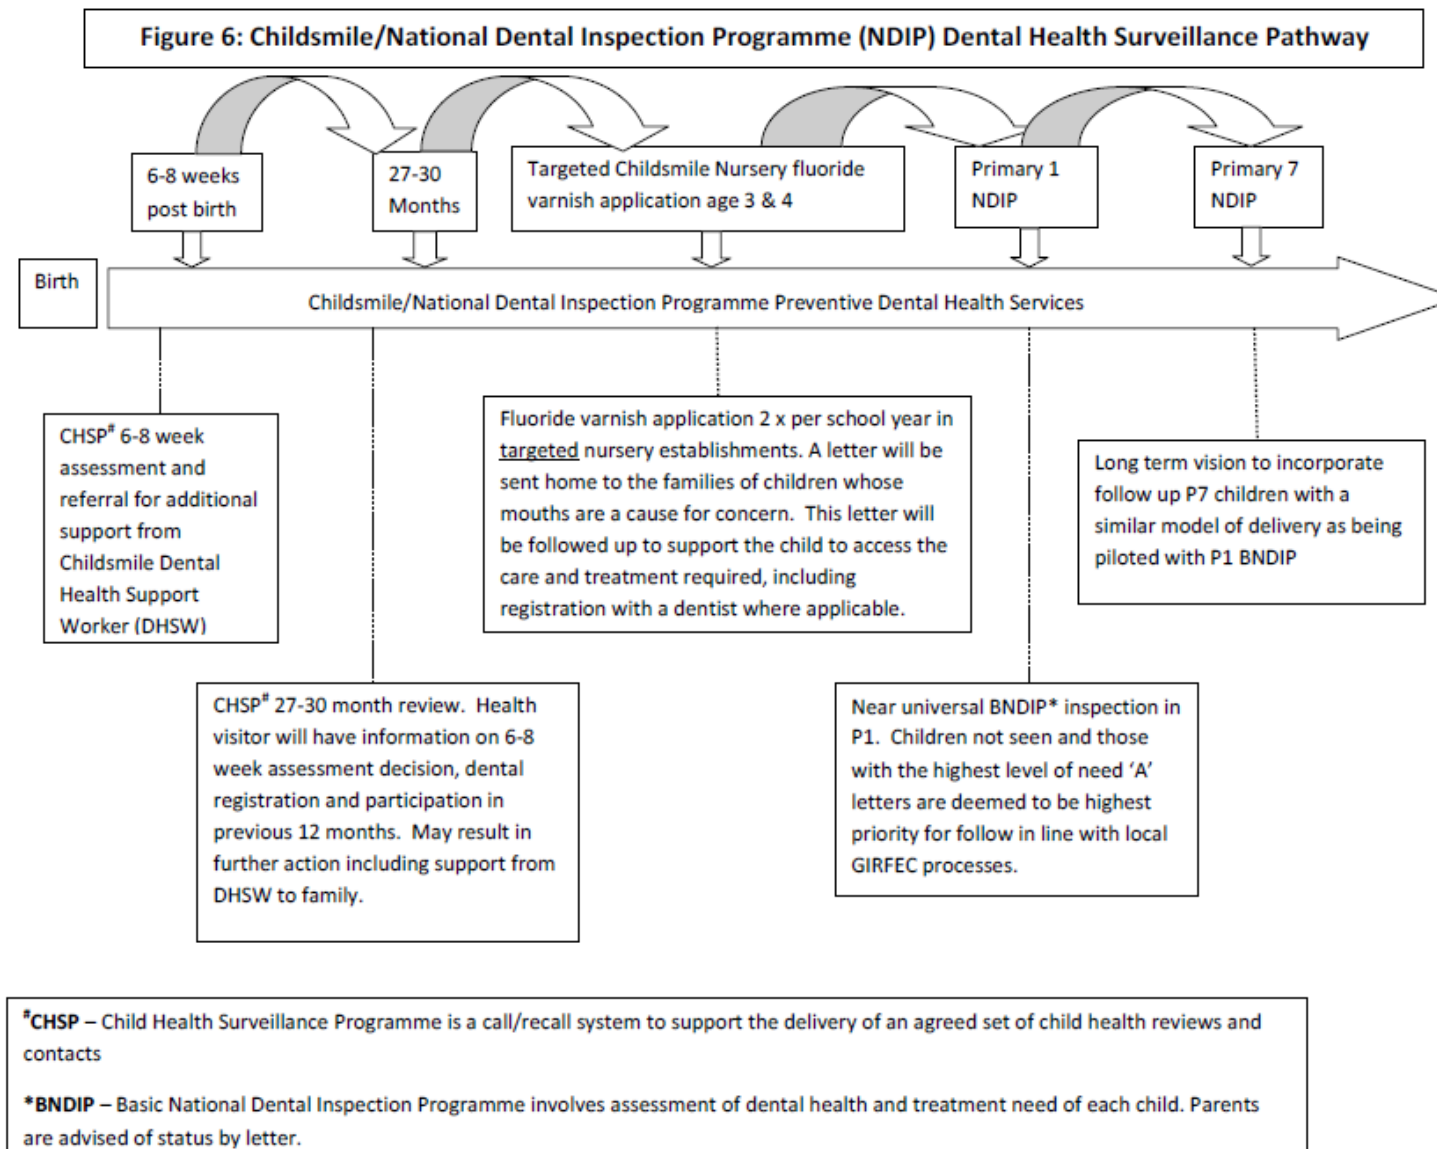 Figure 6: Childsmile/National Dental Inspection Programme (NDIP) Dental Health Surveillance Pathway
6-8 weeks
post birth
27-30
Months
Targeted Childsmile Nursery fluoride
varnish application age 3 & 4
Primary 1
NDIP
Primary 7
NDIP
Birth
Childsmile/National Dental Inspection Programme Preventive Dental Health Services
CHSP# 6-8 week
assessment and
referral for additional
support from
Childsmile Dental
Health Support
Worker (DHSW)
Fluoride varnish application 2 x per school year in
targeted nursery establishments. A letter will be
sent home to the families of children whose
mouths are a cause for concern. This letter will
be followed up to support the child to access the
care and treatment required, including
registration with a dentist where applicable.
Long term vision to incorporate
follow up P7 children with a
similar model of delivery as being
piloted with P1 BNDIP
CHSP# 27-30 month review. Health
visitor will have information on 6-8
week assessment decision, dental
registration and participation in
previous 12 months. May result in
further action including support from
DHSW to family.
Near universal BNDIP* inspection in
P1. Children not seen and those
with the highest level of need ‘A’
letters are deemed to be highest
priority for follow in line with local
GIRFEC processes.
#CHSP – Child Health Surveillance Programme is a call/recall system to support the delivery of an agreed set of child health reviews and
contacts
*BNDIP – Basic National Dental Inspection Programme involves assessment of dental health and treatment need of each child. Parents
are advised of status by letter.